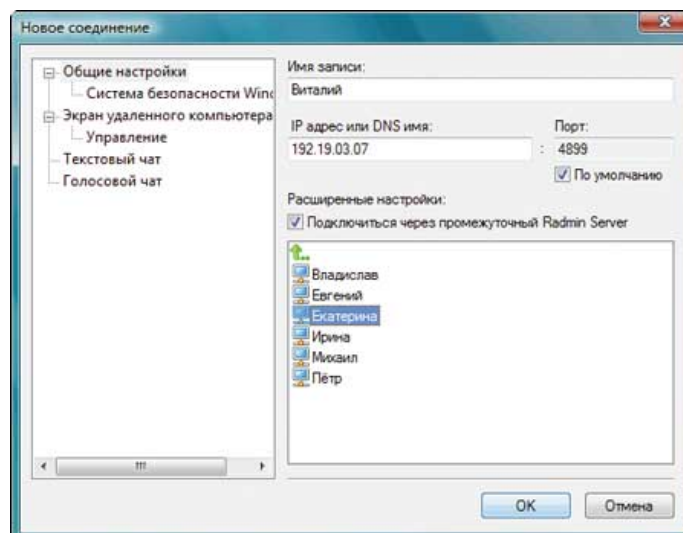 Новое соединение
Общие настройки
Система безопасности Wind
Экран удаленного компьютера
Управление
Текстовый чат
Голосовой чат
Имя записи:
Виталий
IP адрес или DNS имя:
Порт:
192.19.03.07 : 4899
По умолчанию
Расширенные настройки:
Подключиться через промежуточный Radmin Server
Владислав
Евгений
Екатерина
Ирина
Михаил
Пётр
OK
Отмена